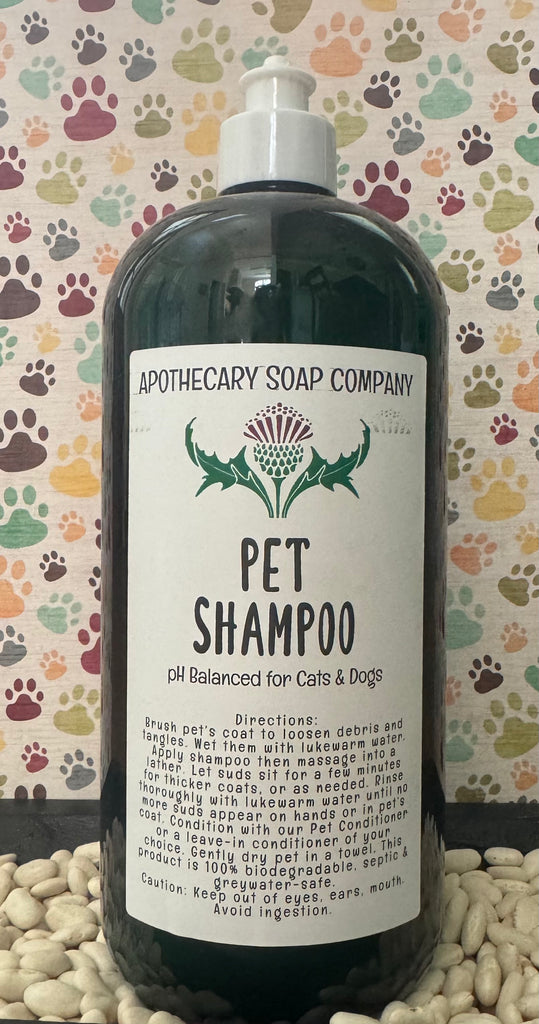 APOTHECARY SOAP COMPANY
PET
SHAMPOO
pH Balanced for Cats & Dogs
Directions:
Brush pet's coat to loosen debris and
tangles. Wet them with lukewarm water.
Apply shampoo then massage into a
lather. Let suds sit for a few minutes
for thicker coats, or as needed. Rinse
thoroughly with lukewarm water until no
more suds appear on hands or in pet's
coat. Condition with our Pet Conditioner
or a leave-in conditioner of your
choice. Gently dry pet in a towel. This
product is 100% biodegradable, septic &
greywater-safe.
Caution: Keep out of eyes, ears, mouth.
Avoid ingestion.